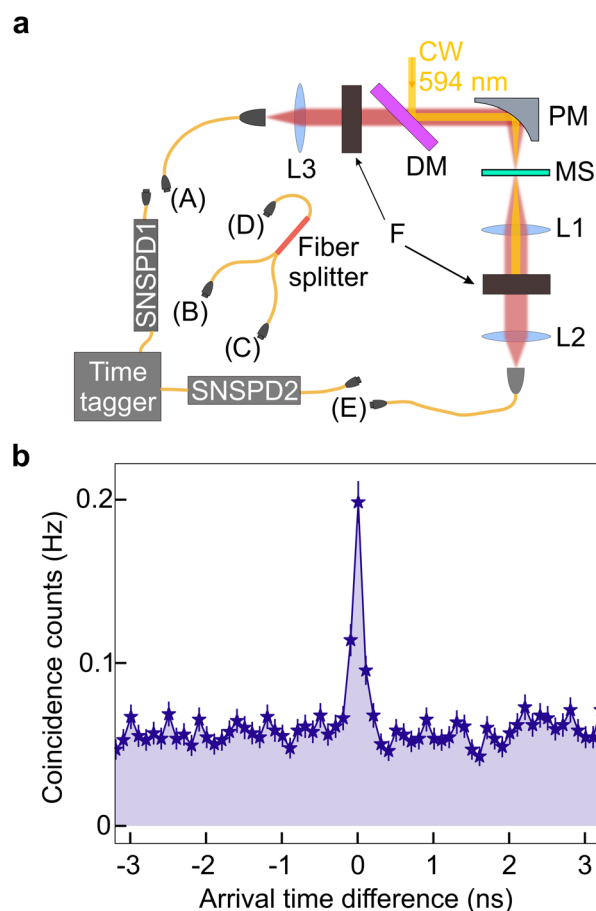 a
CW
594 nm
PM
DM
L3
MS
(A)
F
L1
(D)
Fiber
splitter
SNSPD1
(B)
(C)
L2
Time
tagger
SNSPD2
(E)
b
Coincidence counts (Hz)
0.2
0.1
0
-3
-2
-1
0
1
2
3
Arrival time difference (ns)